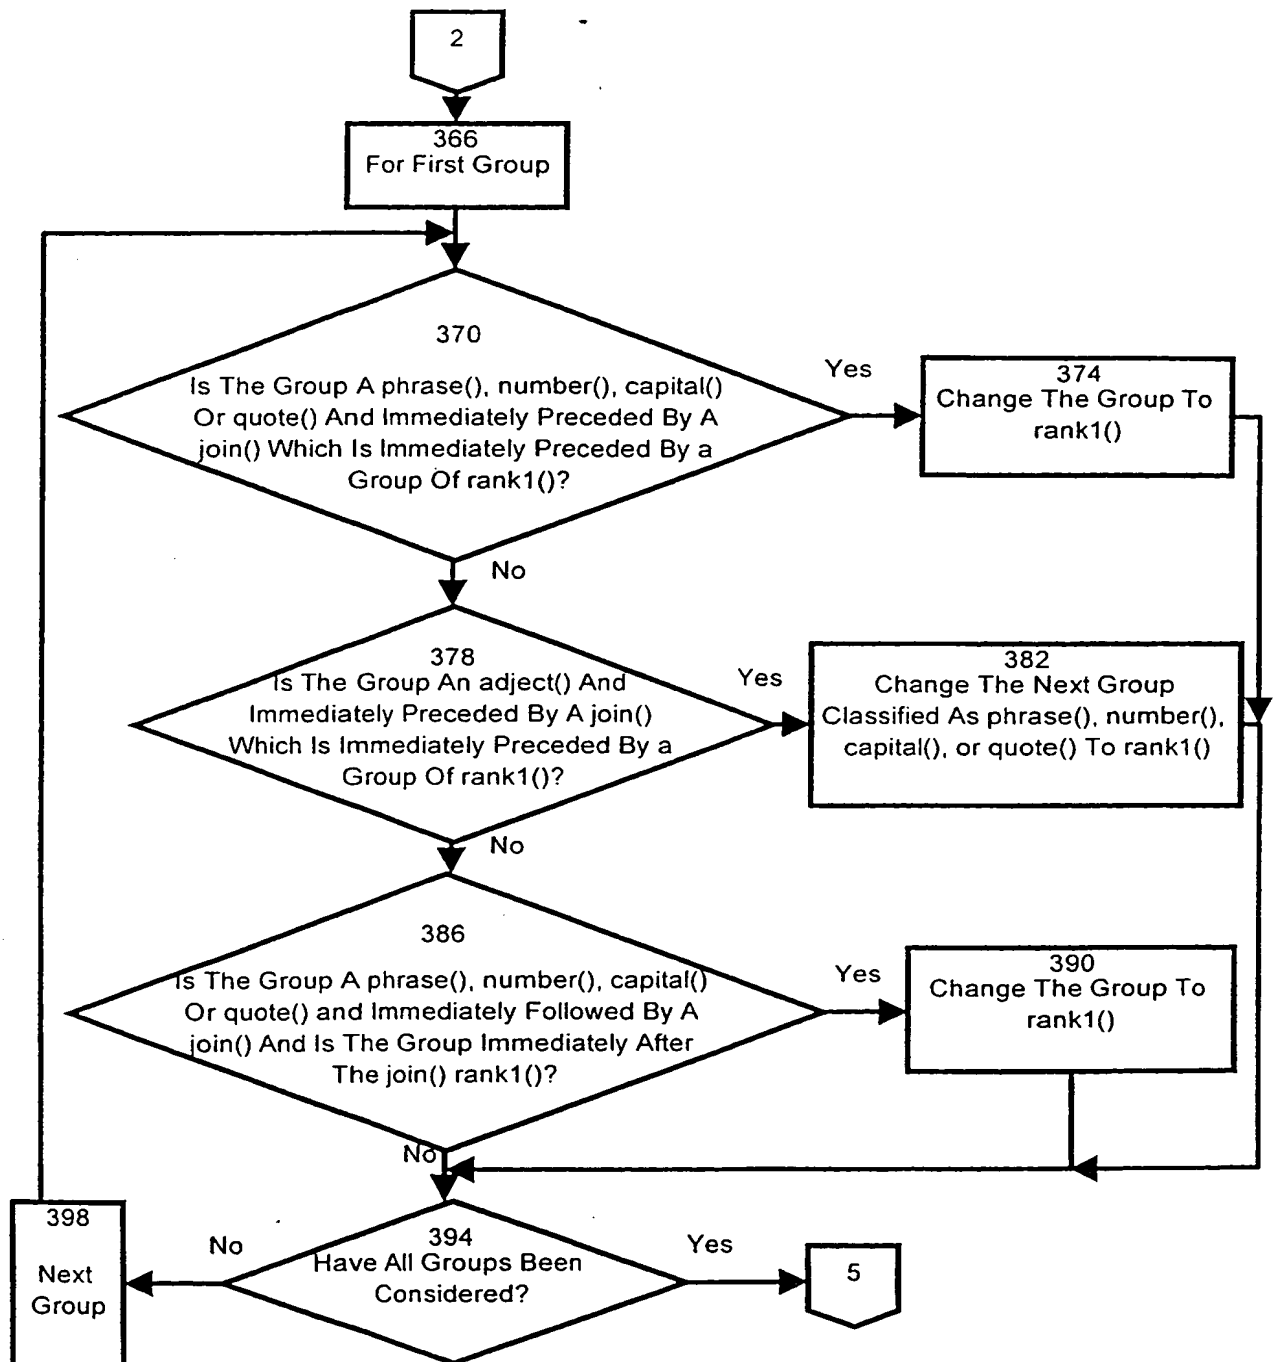 2
366
For First Group
370
Is The Group A phrase(), number(), capital()
Or quote() And Immediately Preceded By A
join() Which Is Immediately Preceded By a
Group Of rank1()?
Yes
374
Change The Group To
rank1()
No
378
Is The Group An adject() And
Immediately Preceded By A join()
Which Is Immediately Preceded By a
Group Of rank1()?
Yes
382
Change The Next Group
Classified As phrase(), number(),
capital(), or quote() To rank1()
No
386
Is The Group A phrase(), number(), capital()
Or quote() and Immediately Followed By A
join() And Is The Group Immediately After
The join() rank1()?
Yes
390
Change The Group To
rank1()
No
394
Have All Groups Been
Considered?
No
398
Next
Group
Yes
5